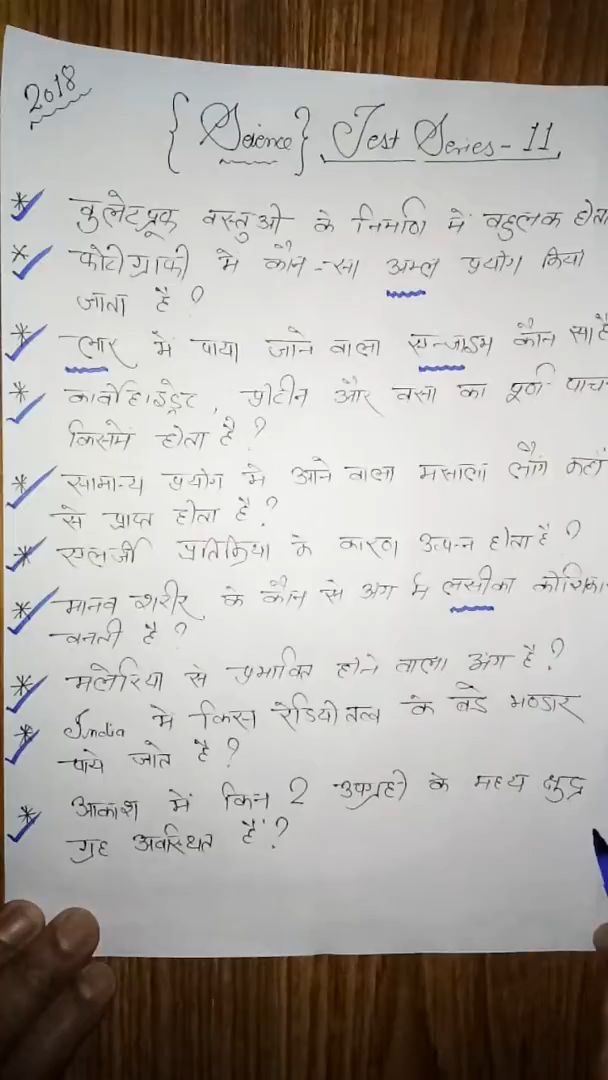 2018
{Science} Test Series - 11
* बुलेटप्रूफ वस्तुओ के निर्माण में बहुलक होता
* फोटोग्राफी में कौन-सा अम्ल प्रयोग किया
जाता है ?
* लार में पाया जाने वाला एन्जाइम कौन सा है
* कार्बोहाइड्रेट, प्रोटीन और वसा का पूर्ण पाच
किसमें होता है ?
* सामान्य प्रयोग मे आने वाला मसाला लौंग कहाँ
से प्राप्त होता है ?
* एलर्जी प्रतिक्रिया के कारण उत्पन्न होता है ?
* मानव शरीर के कौन से अंग में लसीका कोशिका
बनती है ?
* मलेरिया से प्रभावित होने वाला अंग है ?
* India में किस रेडियो तत्व के बडे भण्डार
पाये जाते है ?
* आकाश में किन 2 उपग्रहो के मध्य क्षुद्र
ग्रह अवस्थित हैं ?